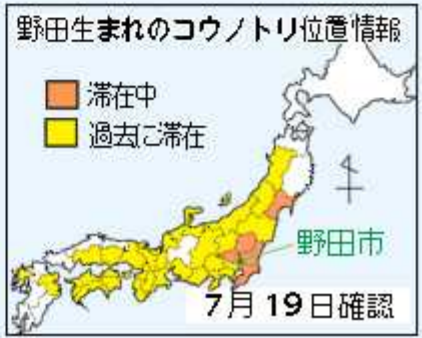 野田生まれのコウノトリ位置情報
滞在中
過去に滞在
野田市
7月19日確認